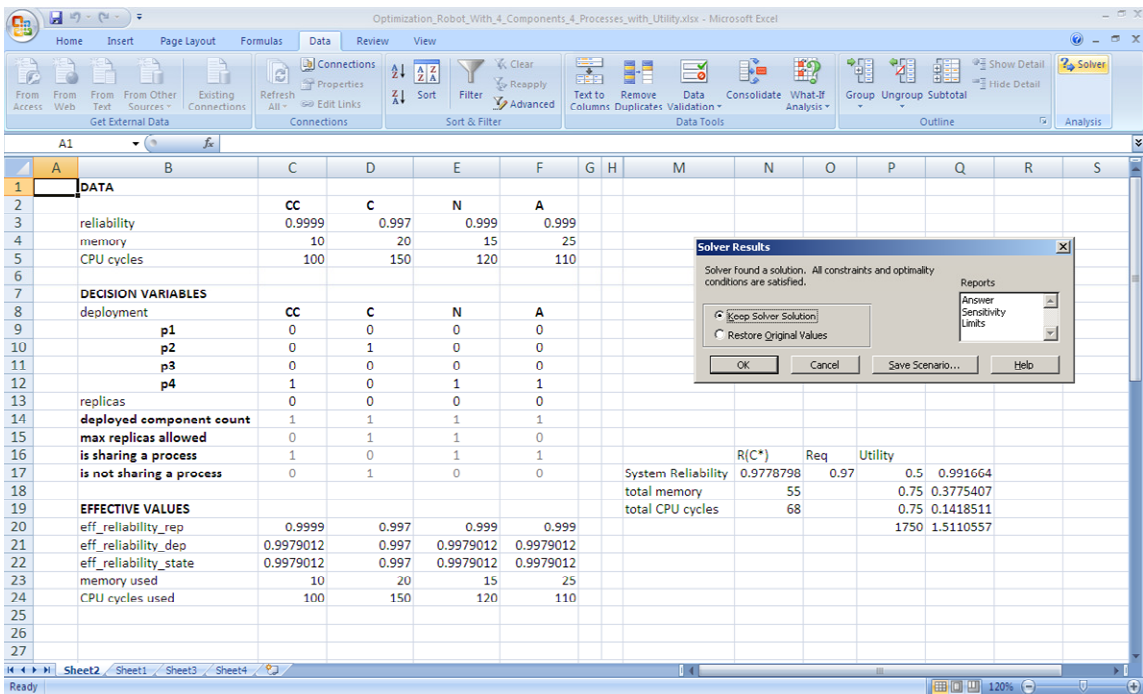 Optimization_Robot_With_4_Components_4_Processes_with_Utility.xlsx - Microsoft Excel
Home Insert Page Layout Formulas Data Review View
From Access From Web From Text From Other Sources Existing Connections
Get External Data
Refresh All Connections Properties Edit Links
Connections
Sort Filter Clear Reapply Advanced
Sort & Filter
Text to Columns Remove Duplicates Data Validation Consolidate What-If Analysis
Data Tools
Group Ungroup Subtotal Show Detail Hide Detail
Outline
Solver
Analysis
A1 fx
A B C D E F G H M N O P Q R S
1 DATA
2 CC C N A
3 reliability 0.9999 0.997 0.999 0.999
4 memory 10 20 15 25
5 CPU cycles 100 150 120 110
6
7 DECISION VARIABLES
8 deployment CC C N A
9 p1 0 0 0 0
10 p2 0 1 0 0
11 p3 0 0 0 0
12 p4 1 0 1 1
13 replicas 0 0 0 0
14 deployed component count 1 1 1 1
15 max replicas allowed 0 1 1 0
16 is sharing a process 1 0 1 1 R(C*) Req Utility
17 is not sharing a process 0 1 0 0 System Reliability 0.9778798 0.97 0.5 0.991664
18 total memory 55 0.75 0.3775407
19 EFFECTIVE VALUES total CPU cycles 68 0.75 0.1418511
20 eff_reliability_rep 0.9999 0.997 0.999 0.999 1750 1.5110557
21 eff_reliability_dep 0.9979012 0.997 0.9979012 0.9979012
22 eff_reliability_state 0.9979012 0.997 0.9979012 0.9979012
23 memory used 10 20 15 25
24 CPU cycles used 100 150 120 110
25
26
27
Solver Results
Solver found a solution. All constraints and optimality
conditions are satisfied.
Reports
Answer
Sensitivity
Limits
Keep Solver Solution
Restore Original Values
OK Cancel Save Scenario... Help
Sheet2 Sheet1 Sheet3 Sheet4
Ready 120%